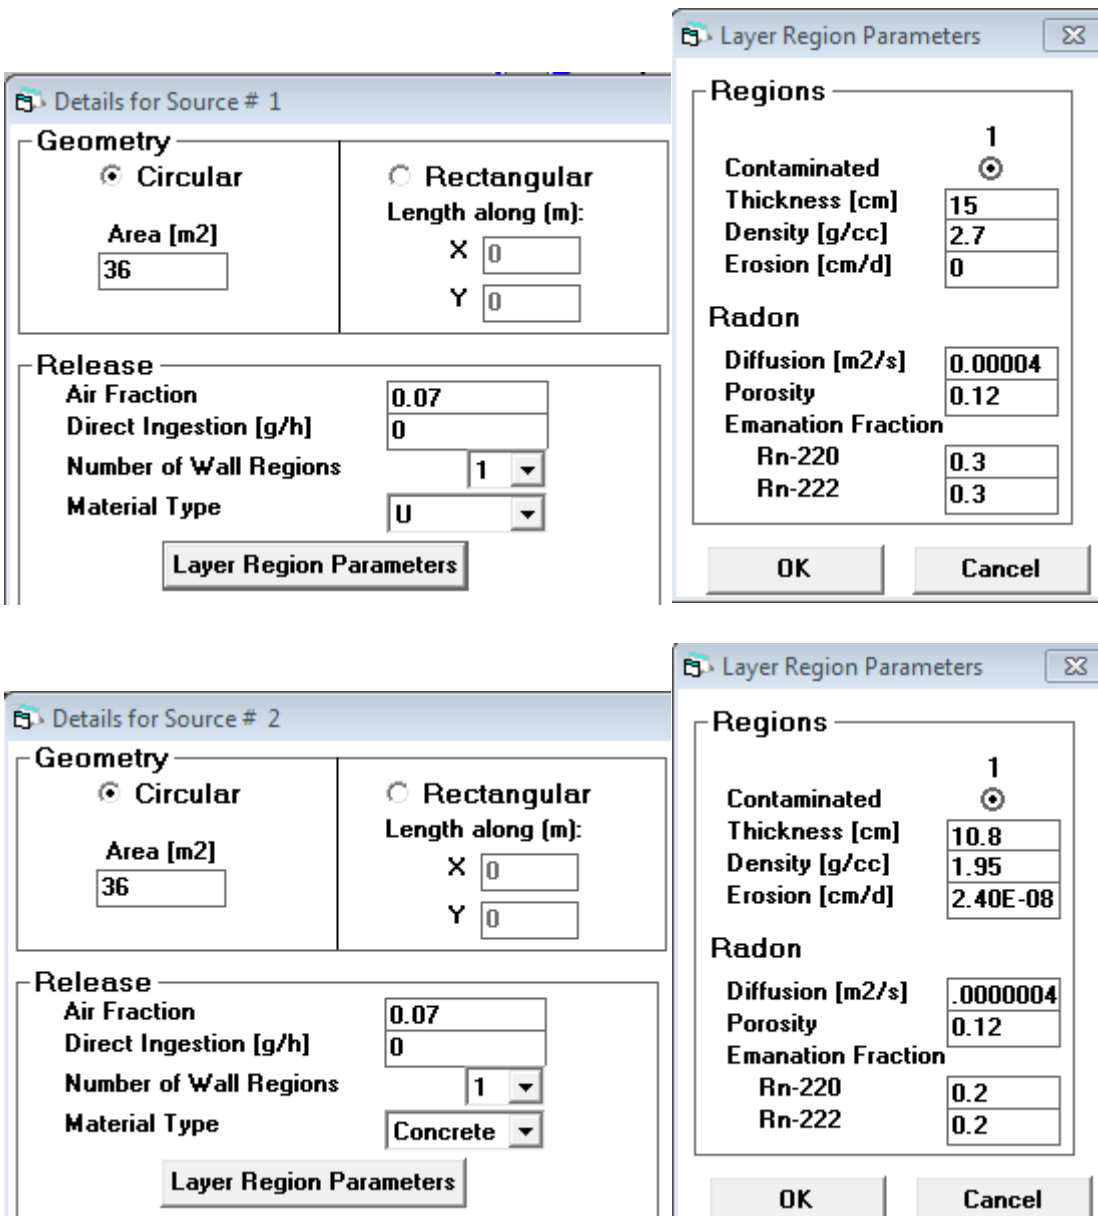 Layer Region Parameters
Details for Source # 1
Regions
Geometry
1
Circular
Rectangular
Contaminated
Length along (m):
Thickness [cm] 15
Area [m2]
X 0
Density [g/cc] 2.7
36
Erosion [cm/d] 0
Y 0
Radon
Release
Diffusion [m2/s] 0.00004
Air Fraction 0.07
Porosity 0.12
Direct Ingestion [g/h] 0
Emanation Fraction
Number of Wall Regions 1
Rn-220 0.3
Material Type U
Rn-222 0.3
Layer Region Parameters
OK Cancel
Layer Region Parameters
Details for Source # 2
Regions
Geometry
1
Circular
Rectangular
Contaminated
Length along (m):
Thickness [cm] 10.8
Area [m2]
X 0
Density [g/cc] 1.95
36
Erosion [cm/d] 2.40E-08
Y 0
Radon
Release
Diffusion [m2/s] .0000004
Air Fraction 0.07
Porosity 0.12
Direct Ingestion [g/h] 0
Emanation Fraction
Number of Wall Regions 1
Rn-220 0.2
Material Type Concrete
Rn-222 0.2
Layer Region Parameters
OK Cancel